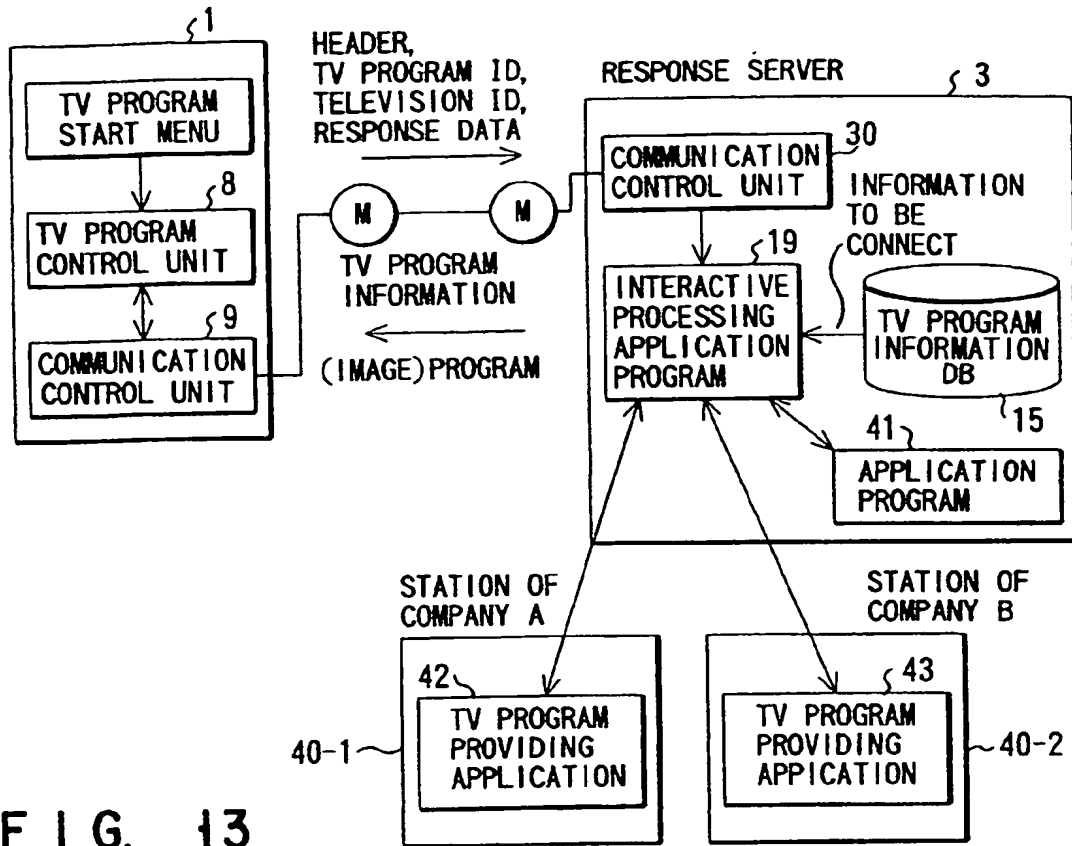 1
TV PROGRAM
START MENU
8
TV PROGRAM
CONTROL UNIT
9
COMMUNICATION
CONTROL UNIT
HEADER,
TV PROGRAM ID,
TELEVISION ID,
RESPONSE DATA
M
M
TV PROGRAM
INFORMATION
(IMAGE)PROGRAM
RESPONSE SERVER
3
COMMUNICATION
CONTROL UNIT
30
INFORMATION
TO BE
CONNECT
19
INTERACTIVE
PROCESSING
APPLICATION
PROGRAM
TV PROGRAM
INFORMATION
DB
15
41
APPLICATION
PROGRAM
STATION OF
COMPANY A
42
TV PROGRAM
PROVIDING
APPLICATION
40-1
STATION OF
COMPANY B
43
TV PROGRAM
PROVIDING
APPICATION
40-2
FIG. 13